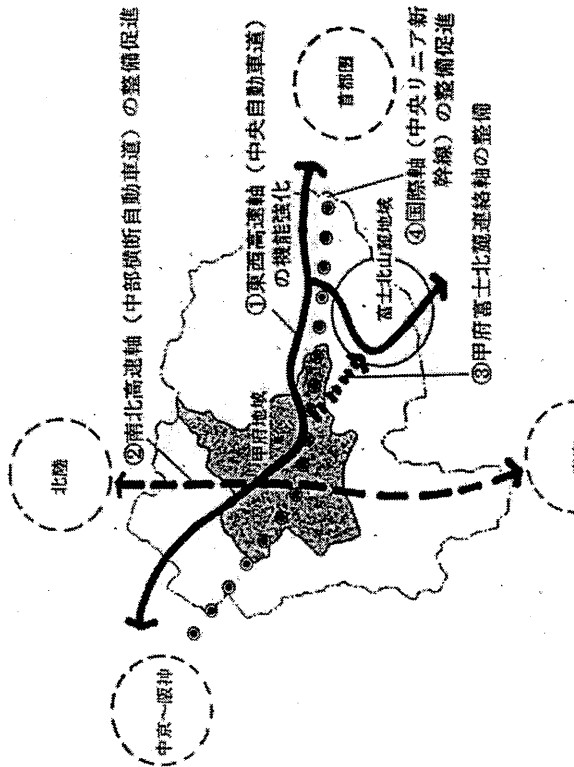 ②南北高速軸（中部横断自動車道）の整備促進
北陸
①東西高速軸（中央自動車道）
の機能強化
首都圏
甲府地域
富士北山麓地域
④国際軸（中央リニア新
幹線）の整備促進
③甲府富士北麓連絡軸の整備
中京～阪神